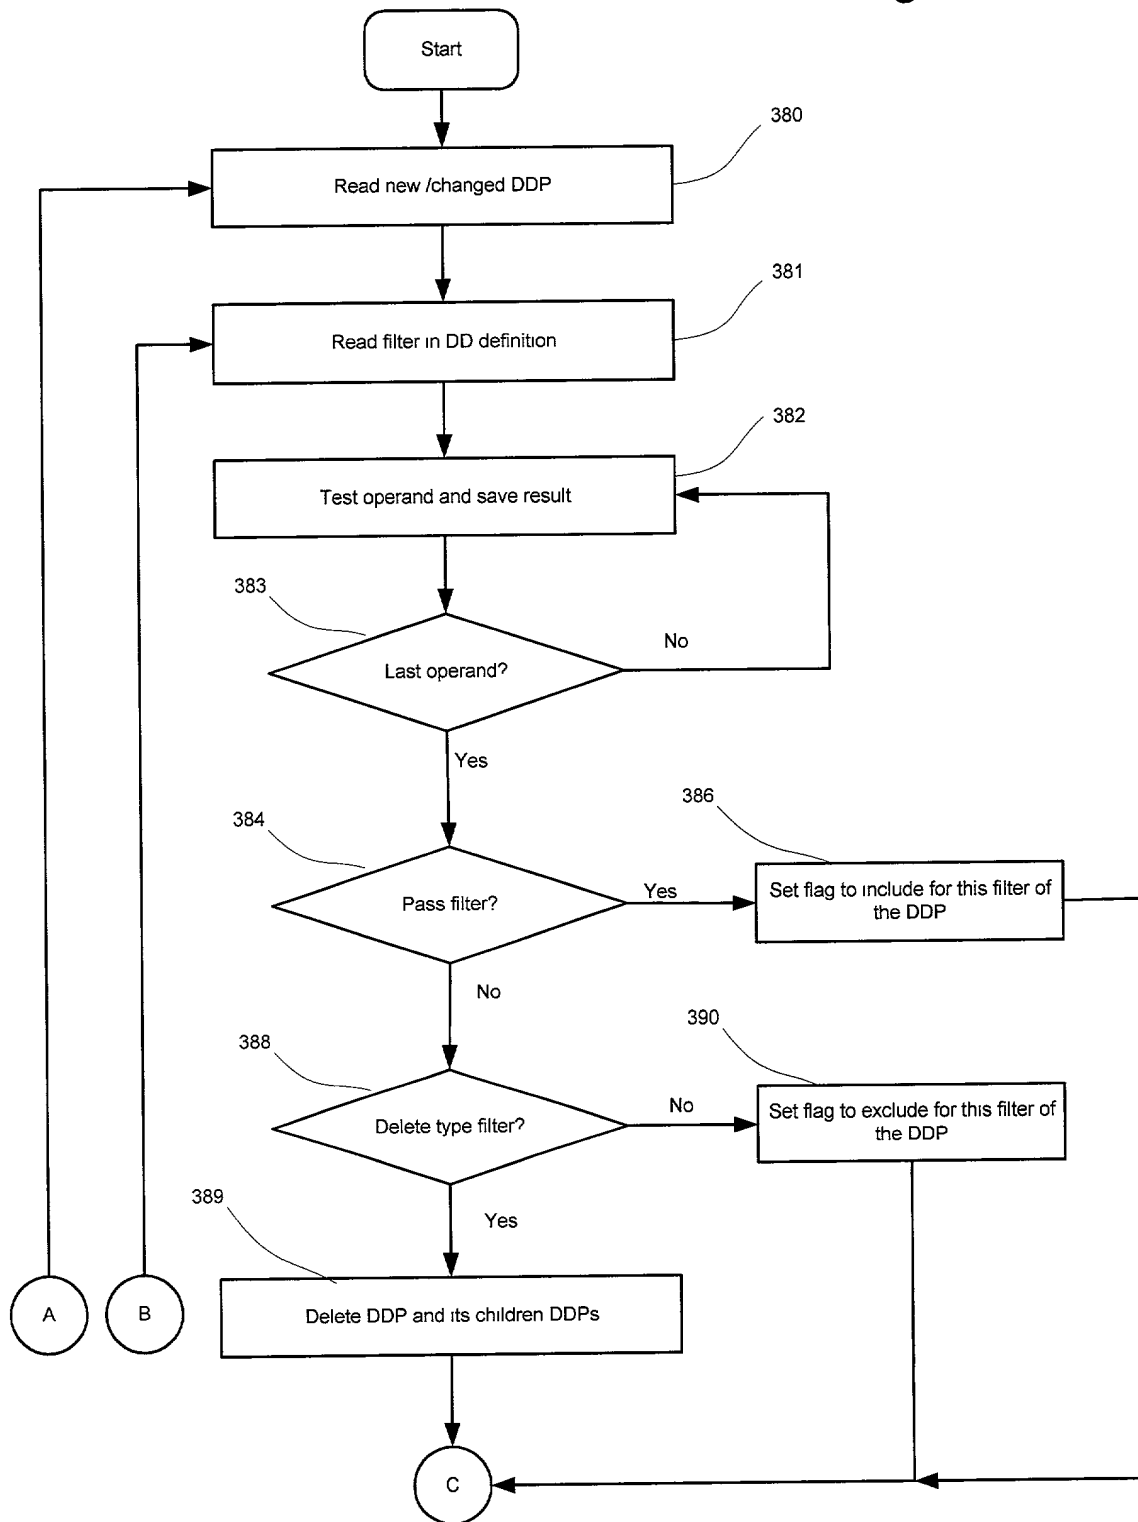 Start
380
Read new /changed DDP
381
Read filter in DD definition
382
Test operand and save result
383
No
Last operand?
Yes
384
386
Pass filter?
Yes
Set flag to include for this filter of
the DDP
No
388
390
Delete type filter?
No
Set flag to exclude for this filter of
the DDP
389
Yes
A
B
Delete DDP and its children DDPs
C